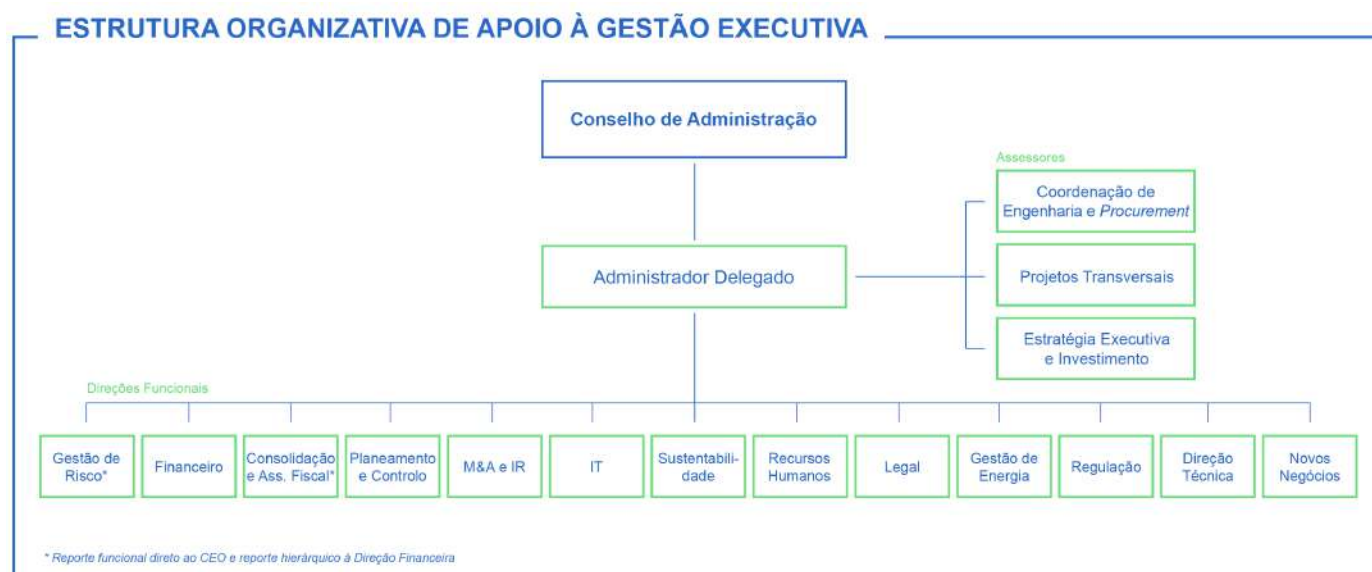 ESTRUTURA ORGANIZATIVA DE APOIO À GESTÃO EXECUTIVA
Conselho de Administração
Assessores
Coordenação de
Engenharia e Procurement
Administrador Delegado
Projetos Transversais
Estratégia Executiva
e Investimento
Direções Funcionais
Gestão de
Risco*
Financeiro
Consolidação
e Ass. Fiscal*
Planeamento
e Controlo
M&A e IR
IT
Sustentabili-
dade
Recursos
Humanos
Legal
Gestão de
Energia
Regulação
Direção
Técnica
Novos
Negócios
* Reporte funcional direto ao CEO e reporte hierárquico à Direção Financeira